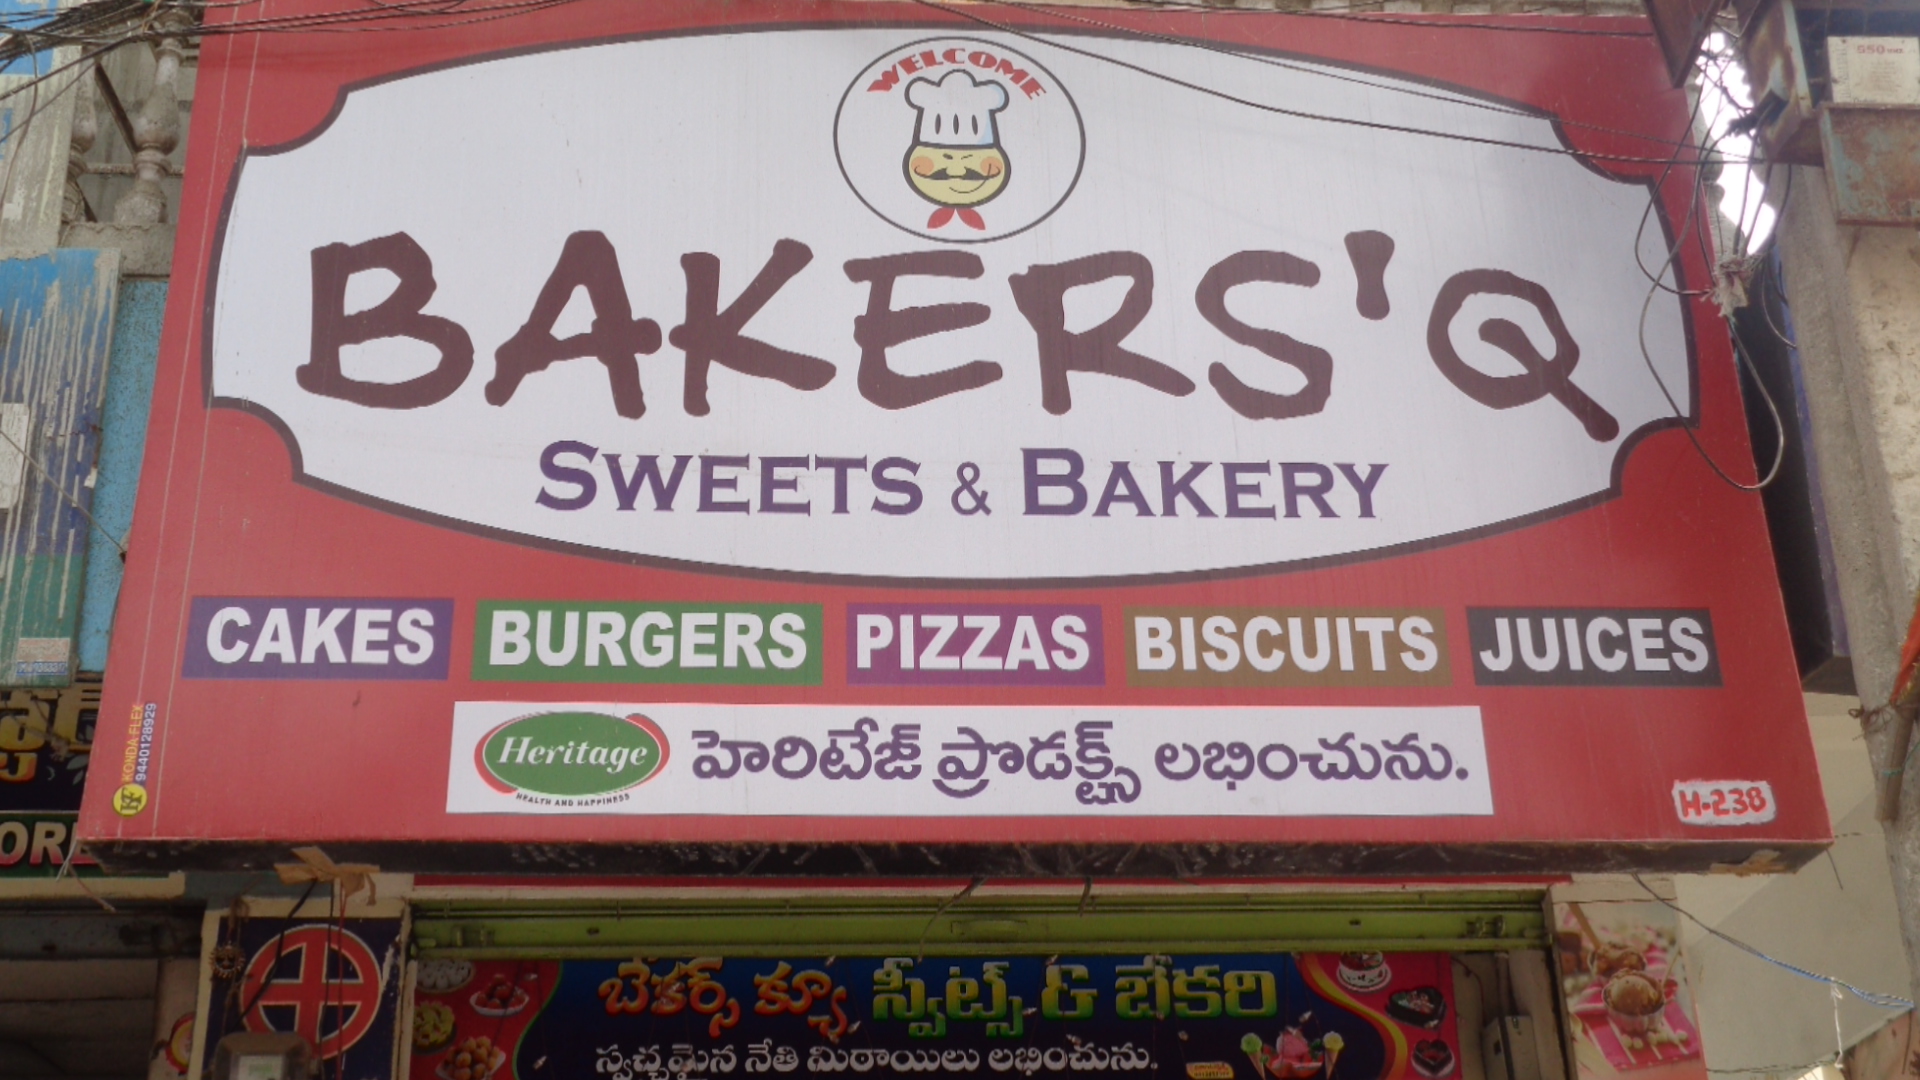 WELCOME
BAKERS'Q
SWEETS & BAKERY
CAKES BURGERS PIZZAS BISCUITS JUICES
Heritage
HEALTH AND HAPPINESS
హెరిటేజ్ ప్రొడక్ట్స్ లభించును.
KONDA FLEX
9440128929
H-238
బేకర్స్ క్యూ స్వీట్స్ & బేకరి
స్వచ్ఛమైన నేతి మిఠాయిలు లభించును.